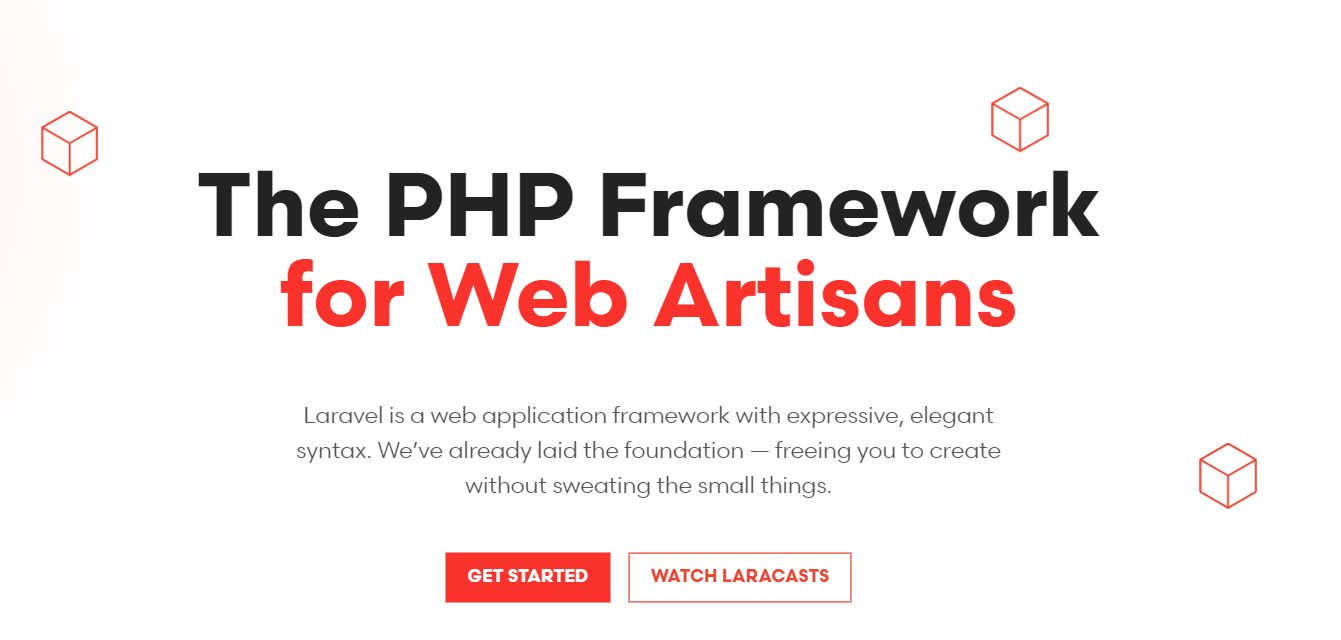 The PHP Framework
for Web Artisans
Laravel is a web application framework with expressive, elegant
syntax. We’ve already laid the foundation — freeing you to create
without sweating the small things.
GET STARTED
WATCH LARACASTS